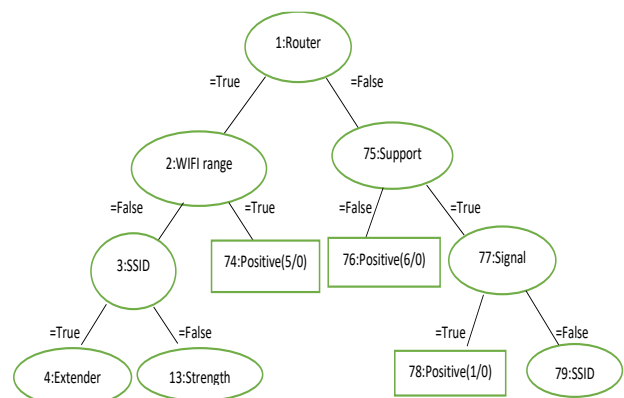 1:Router
=True
=False
2:WIFI range
75:Support
=False
=True
=False
=True
3:SSID
74:Positive(5/0)
76:Positive(6/0)
77:Signal
=True
=False
=True
=False
4:Extender
13:Strength
78:Positive(1/0)
79:SSID